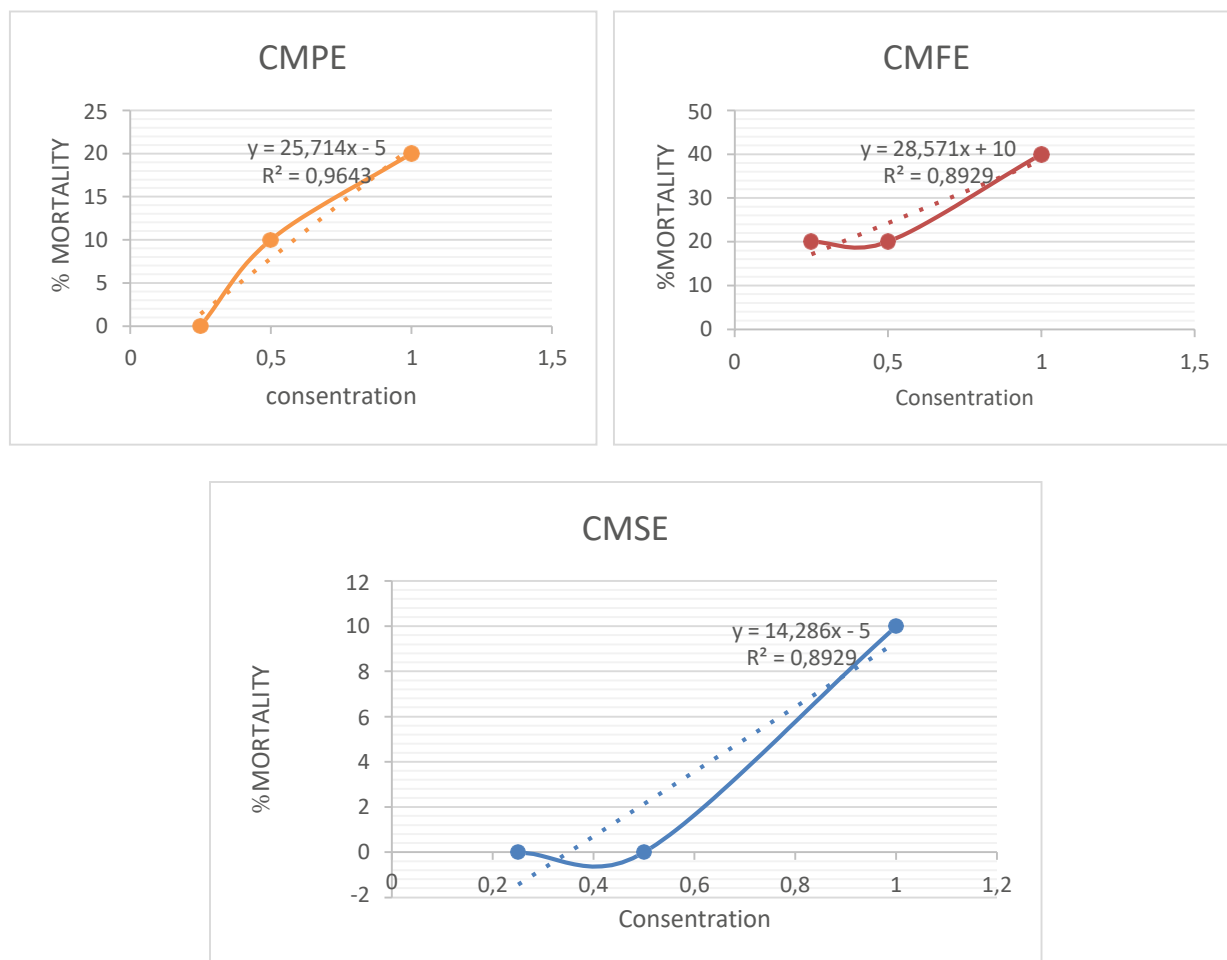 CMPE
25
20
15
10
5
0
0
0,5
1
1,5
% MORTALITY
consentration
y = 25,714x - 5
R² = 0,9643
CMFE
50
40
30
20
10
0
0
0,5
1
1,5
%MORTALITY
Consentration
y = 28,571x + 10
R² = 0,8929
CMSE
12
10
8
6
4
2
0
-2
0
0,2
0,4
0,6
0,8
1
1,2
%MORTALITY
Consentration
y = 14,286x - 5
R² = 0,8929